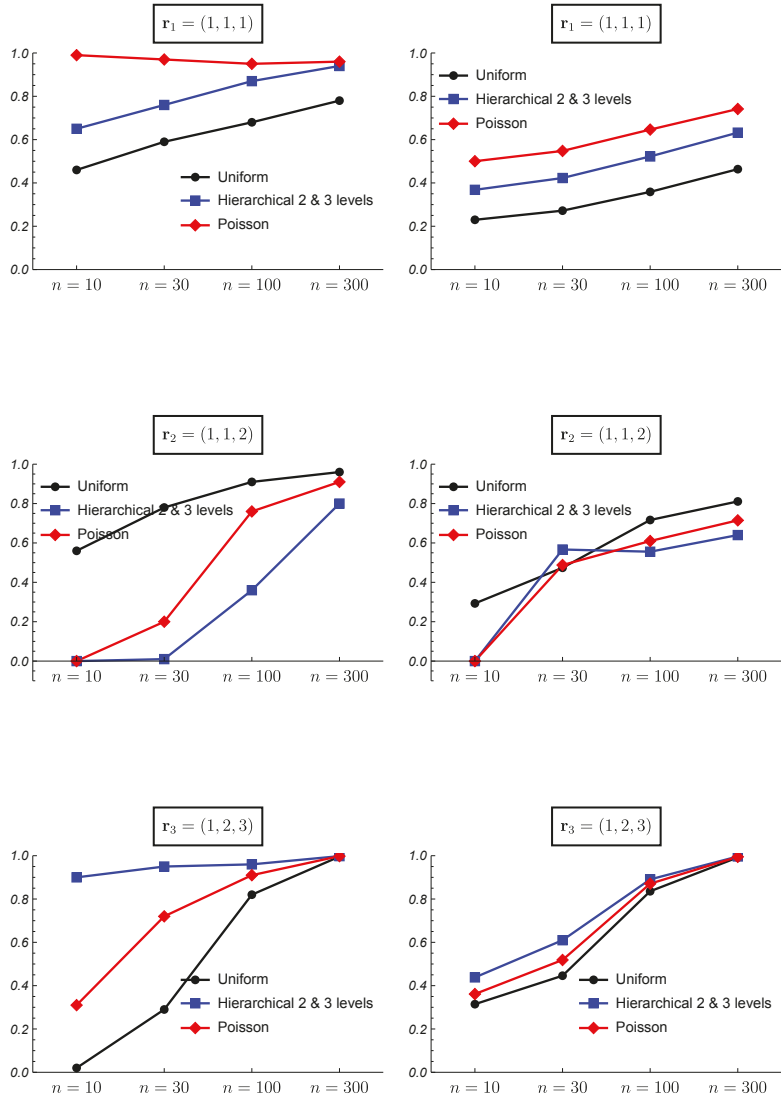 r₁ = (1, 1, 1)
1.0
0.8
0.6
0.4
0.2
0.0
Uniform
Hierarchical 2 & 3 levels
Poisson
n = 10
n = 30
n = 100
n = 300
r₁ = (1, 1, 1)
1.0
0.8
0.6
0.4
0.2
0.0
Uniform
Hierarchical 2 & 3 levels
Poisson
n = 10
n = 30
n = 100
n = 300
r₂ = (1, 1, 2)
1.0
0.8
0.6
0.4
0.2
0.0
Uniform
Hierarchical 2 & 3 levels
Poisson
n = 10
n = 30
n = 100
n = 300
r₂ = (1, 1, 2)
1.0
0.8
0.6
0.4
0.2
0.0
Uniform
Hierarchical 2 & 3 levels
Poisson
n = 10
n = 30
n = 100
n = 300
r₃ = (1, 2, 3)
1.0
0.8
0.6
0.4
0.2
0.0
Uniform
Hierarchical 2 & 3 levels
Poisson
n = 10
n = 30
n = 100
n = 300
r₃ = (1, 2, 3)
1.0
0.8
0.6
0.4
0.2
0.0
Uniform
Hierarchical 2 & 3 levels
Poisson
n = 10
n = 30
n = 100
n = 300